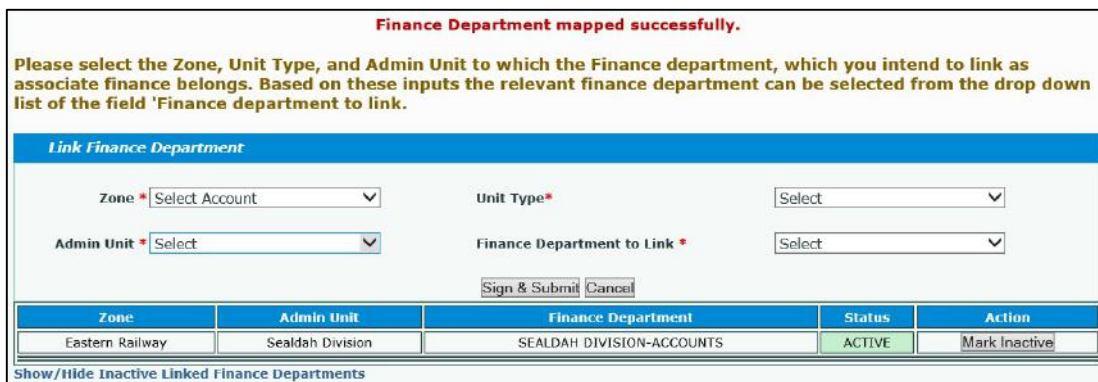 Finance Department mapped successfully.
Please select the Zone, Unit Type, and Admin Unit to which the Finance department, which you intend to link as
associate finance belongs. Based on these inputs the relevant finance department can be selected from the drop down
list of the field 'Finance department to link.
Link Finance Department
Zone * Select Account Unit Type* Select
Admin Unit * Select Finance Department to Link * Select
Sign & Submit Cancel
Zone Admin Unit Finance Department Status Action
Eastern Railway Sealdah Division SEALDAH DIVISION-ACCOUNTS ACTIVE Mark Inactive
Show/Hide Inactive Linked Finance Departments